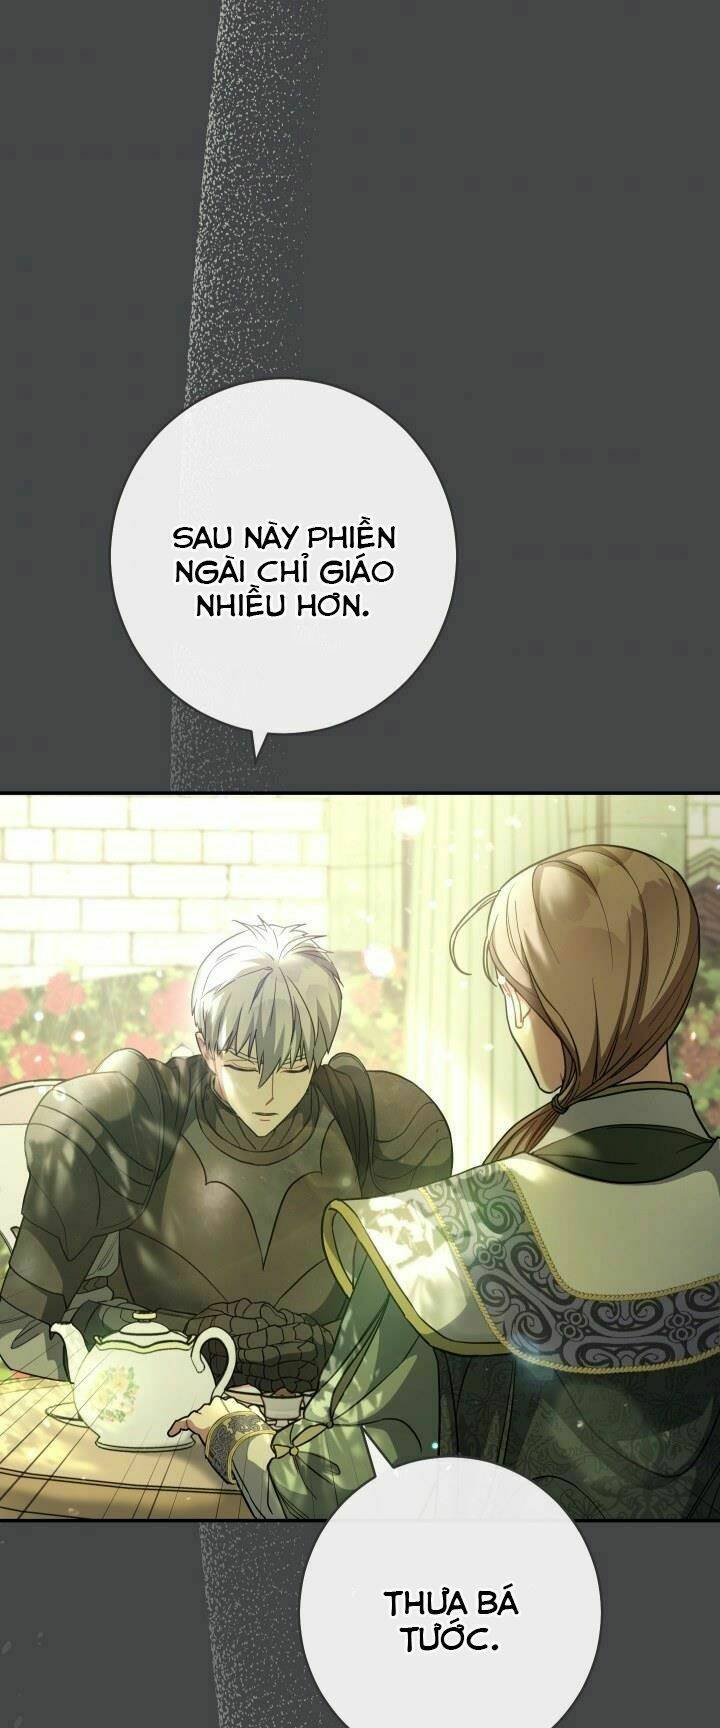 SAU NÀY PHIỀN
NGÀI CHỈ GIÁO
NHIỀU HƠN.
THƯA BÁ
TƯỚC.